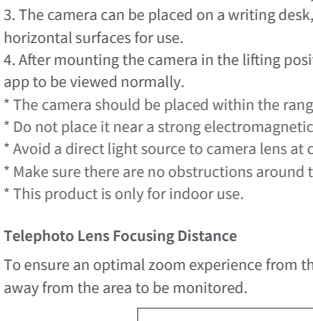 3. The camera can be placed on a writing desk,
horizontal surfaces for use.
4. After mounting the camera in the lifting
app to be viewed normally.
* The camera should be placed within the
* Do not place it near a strong electromagnetic
* Avoid a direct light source to camera lens at
* Make sure there are no obstructions around
* This product is only for indoor use.
Telephoto Lens Focusing Distance
To ensure an optimal zoom experience from
away from the area to be monitored.